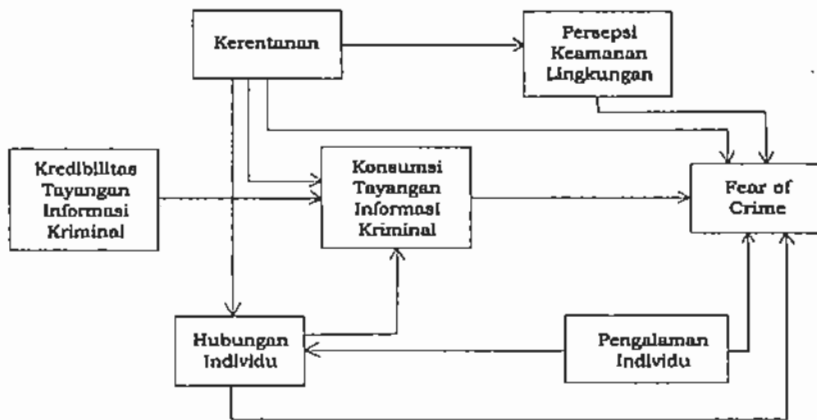 Kerentanan
Persepsi
Keamanan
Lingkungan
Kredibilitas
Tayangan
Informasi
Kriminal
Konsumsi
Tayangan
Informasi
Kriminal
Fear of
Crime
Hubungan
Individu
Pengalaman
Individu